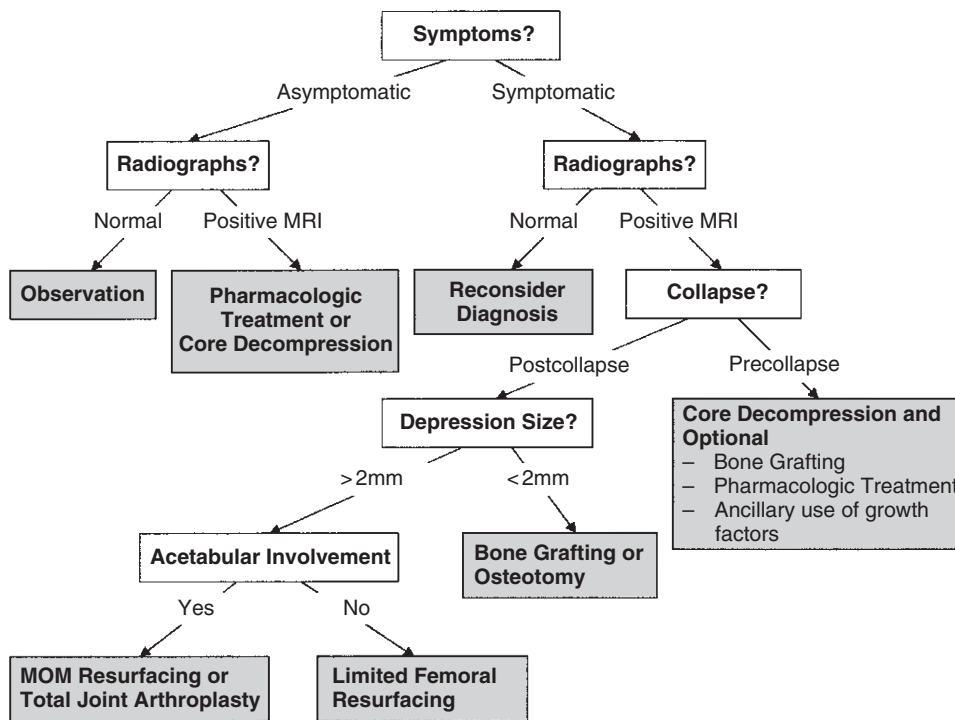 Symptoms?
Asymptomatic
Symptomatic
Radiographs?
Radiographs?
Normal
Positive MRI
Normal
Positive MRI
Observation
Pharmacologic
Treatment or
Core Decompression
Reconsider
Diagnosis
Collapse?
Postcollapse
Precollapse
Depression Size?
Core Decompression and
Optional
– Bone Grafting
– Pharmacologic Treatment
– Ancillary use of growth
factors
>2mm
<2mm
Acetabular Involvement
Bone Grafting or
Osteotomy
Yes
No
MOM Resurfacing or
Total Joint Arthroplasty
Limited Femoral
Resurfacing